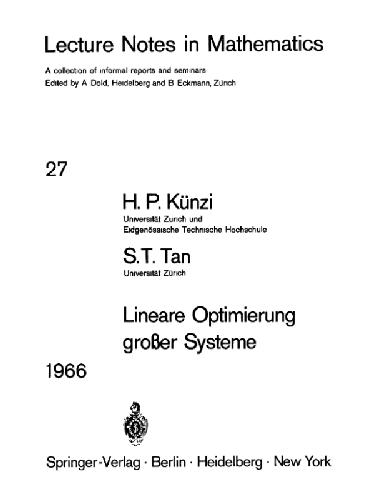 Lecture Notes in Mathematics
A collection of informal reports and seminars
Edited by A. Dold, Heidelberg and B. Eckmann, Zürich
27
H. P. Künzi
Universität Zürich und
Eidgenössische Technische Hochschule
S. T. Tan
Universität Zürich
Lineare Optimierung
großer Systeme
1966
Springer-Verlag · Berlin · Heidelberg · New York